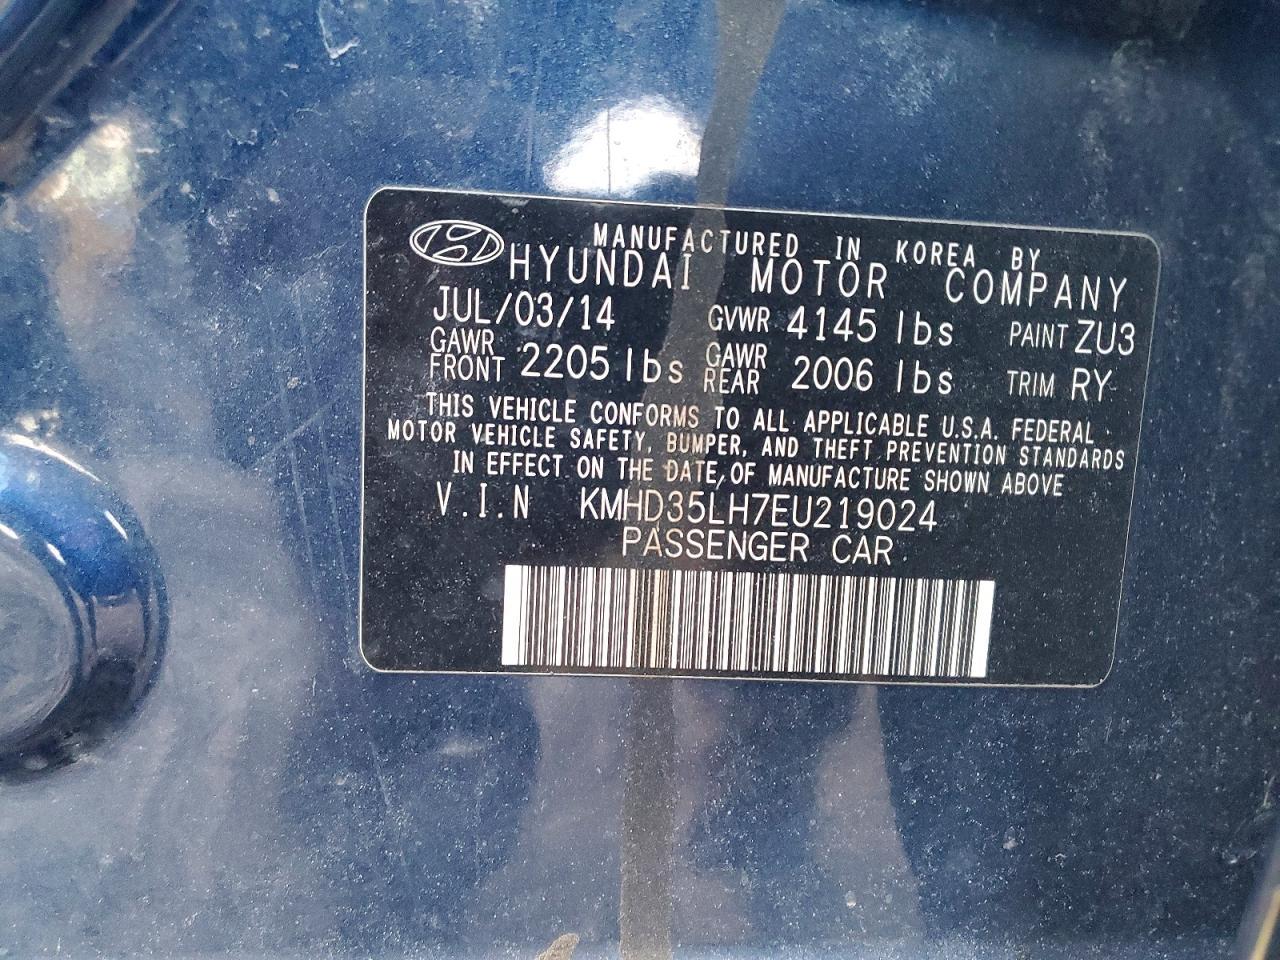 MANUFACTURED IN KOREA BY
HYUNDAI MOTOR COMPANY
JUL/03/14 GVWR 4145 lbs PAINT ZU3
GAWR FRONT 2205 lbs GAWR REAR 2006 lbs TRIM RY
THIS VEHICLE CONFORMS TO ALL APPLICABLE U.S.A. FEDERAL
MOTOR VEHICLE SAFETY, BUMPER, AND THEFT PREVENTION STANDARDS
IN EFFECT ON THE DATE OF MANUFACTURE SHOWN ABOVE
V.I.N KMHD35LH7EU219024
PASSENGER CAR